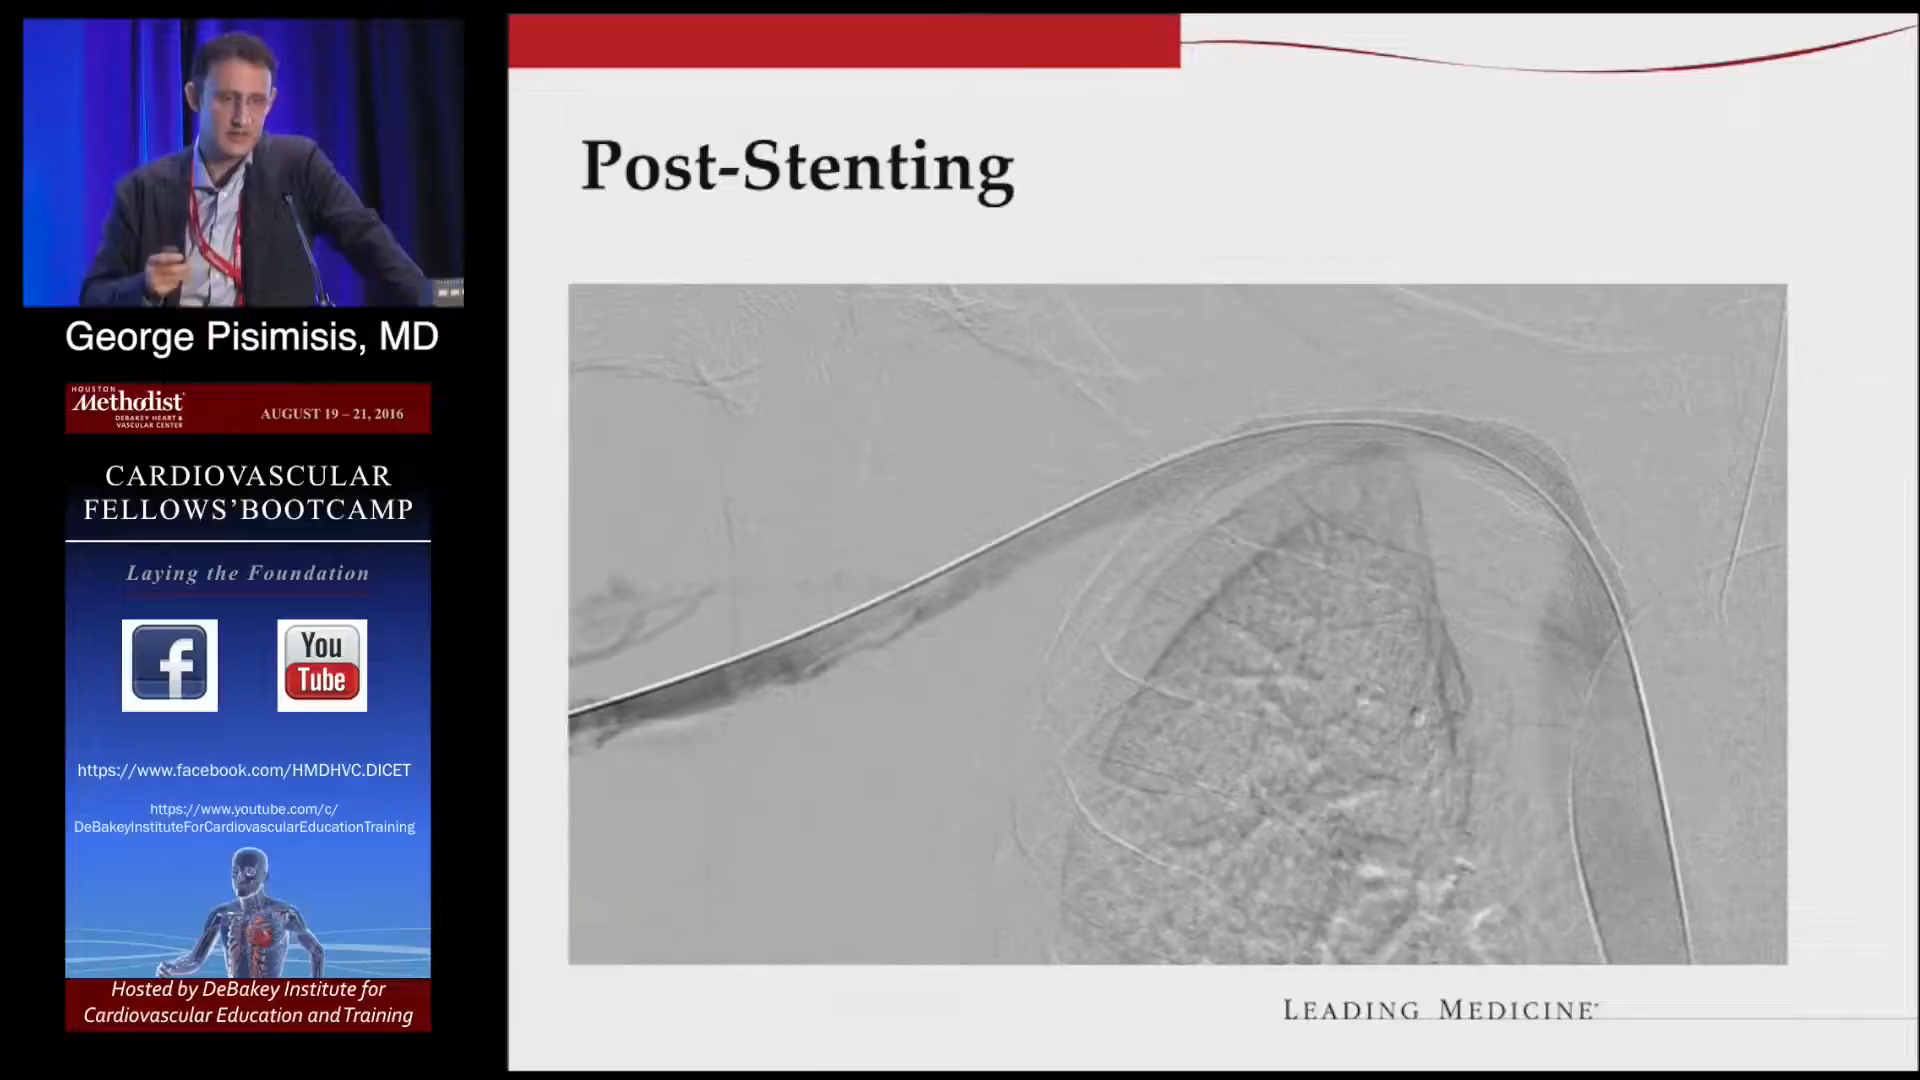 George Pisimisis, MD
HOUSTON
Methodist
DEBAKEY HEART &
VASCULAR CENTER
AUGUST 19 – 21, 2016
CARDIOVASCULAR
FELLOWS'BOOTCAMP
Laying the Foundation
f
You
Tube
https://www.facebook.com/HMDHVC.DICET
https://www.youtube.com/c/
DeBakeyInstituteForCardiovascularEducationTraining
Hosted by DeBakey Institute for
Cardiovascular Education and Training
Post-Stenting
LEADING MEDICINE